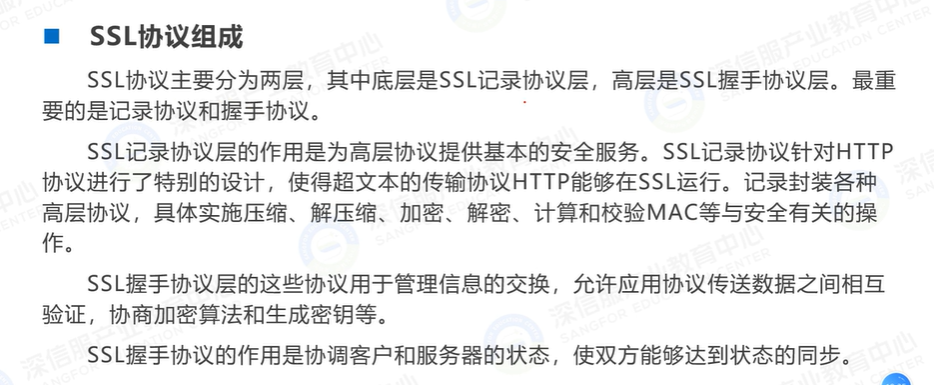 SSL协议组成
SSL协议主要分为两层，其中底层是SSL记录协议层，高层是SSL握手协议层。最重
要的是记录协议和握手协议。
SSL记录协议层的作用是为高层协议提供基本的安全服务。SSL记录协议针对HTTP
协议进行了特别的设计，使得超文本的传输协议HTTP能够在SSL运行。记录封装各种
高层协议，具体实施压缩、解压缩、加密、解密、计算和校验MAC等与安全有关的操
作。
SSL握手协议层的这些协议用于管理信息的交换，允许应用协议传送数据之间相互
验证，协商加密算法和生成密钥等。
SSL握手协议的作用是协调客户和服务器的状态，使双方能够达到状态的同步。
深信服产业教育中心
SANGFOR EDUCATION CENTER